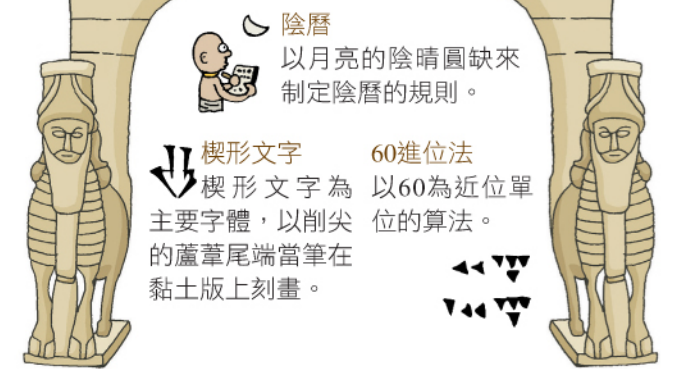 陰曆
以月亮的陰晴圓缺來
制定陰曆的規則。
楔形文字
楔形文字為
主要字體，以削尖
的蘆葦尾端當筆在
黏土版上刻畫。
60進位法
以60為近位單
位的算法。